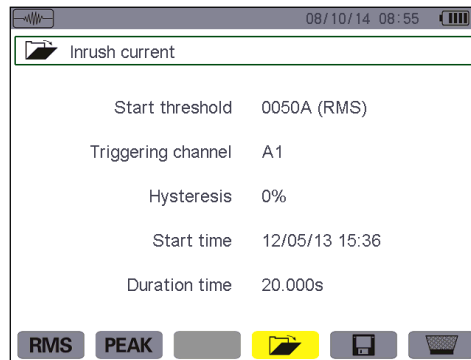 08/10/14 08:55
Inrush current
Start threshold 0050A (RMS)
Triggering channel A1
Hysteresis 0%
Start time 12/05/13 15:36
Duration time 20.000s
RMS PEAK